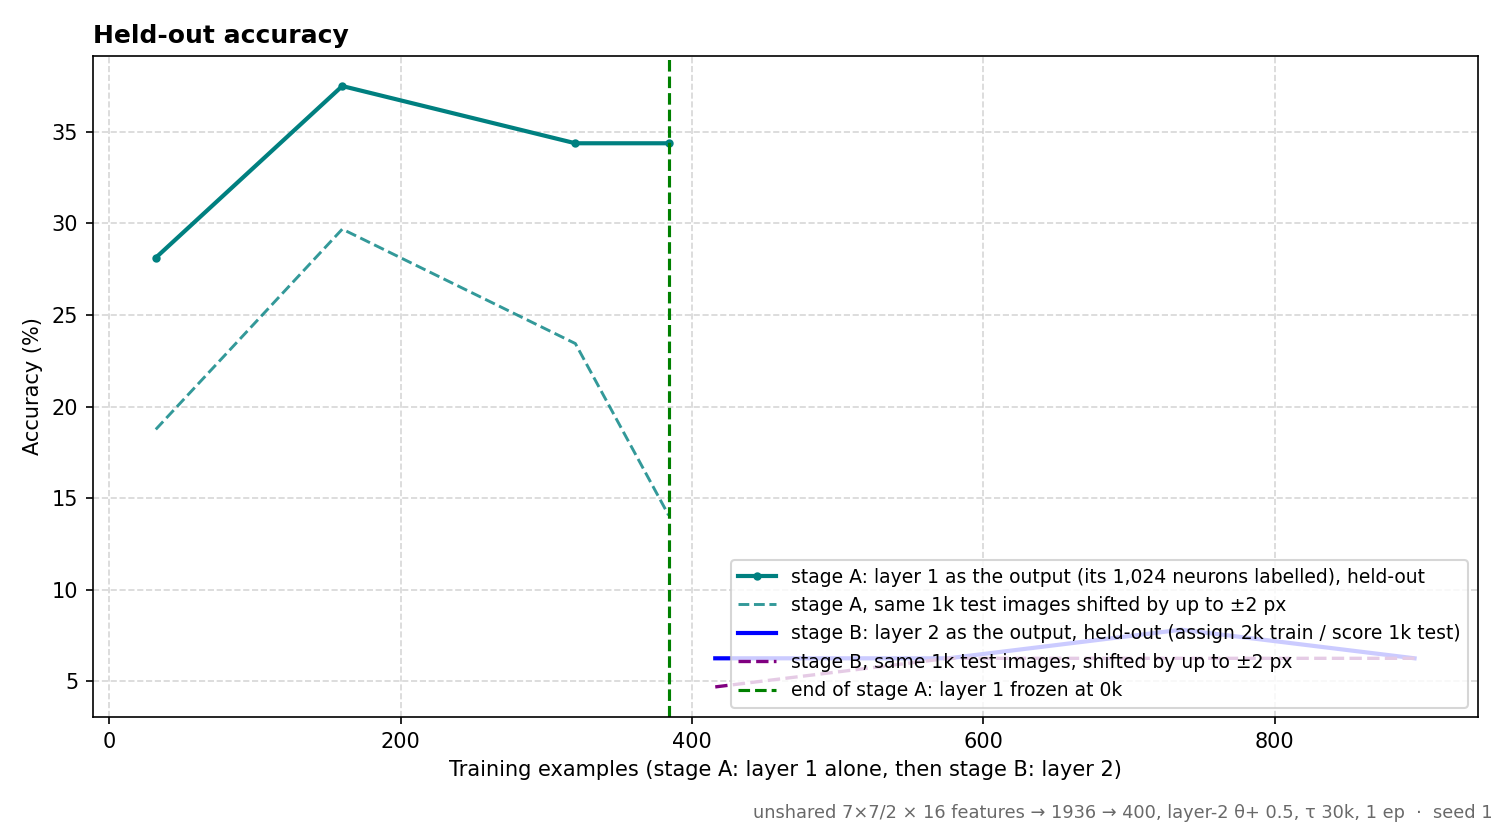 Held-out accuracy
Accuracy (%)
35
30
25
20
15
10
5
stage A: layer 1 as the output (its 1,024 neurons labelled), held-out
stage A, same 1k test images shifted by up to ±2 px
stage B: layer 2 as the output, held-out (assign 2k train / score 1k test)
stage B, same 1k test images, shifted by up to ±2 px
end of stage A: layer 1 frozen at 0k
0 200 400 600 800
Training examples (stage A: layer 1 alone, then stage B: layer 2)
unshared 7×7/2 × 16 features → 1936 → 400, layer-2 θ+ 0.5, τ 30k, 1 ep · seed 1